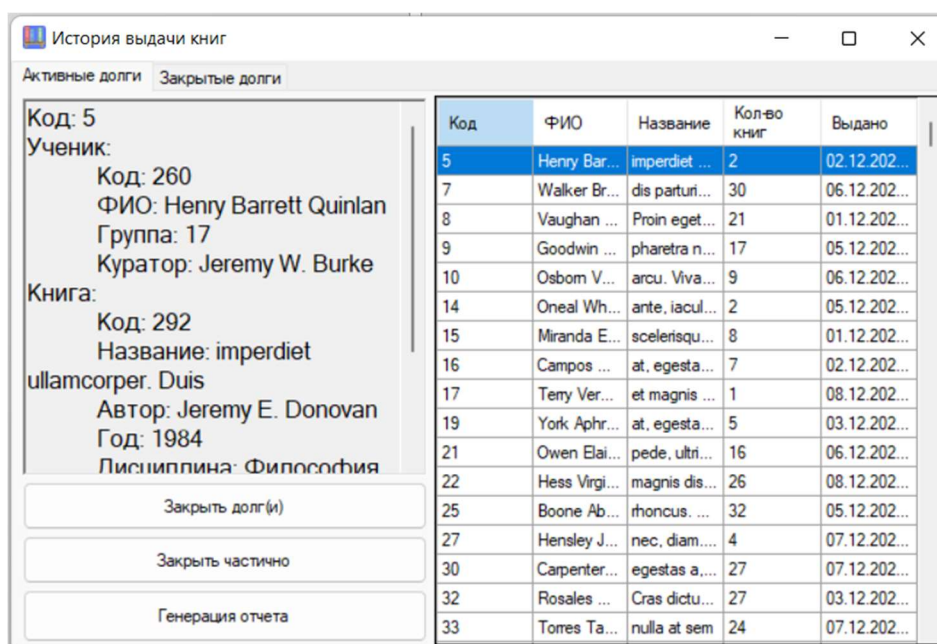 История выдачи книг
Активные долги Закрытые долги
Код: 5
Ученик:
Код: 260
ФИО: Henry Barrett Quinlan
Группа: 17
Куратор: Jeremy W. Burke
Книга:
Код: 292
Название: imperdiet
ullamcorper. Duis
Автор: Jeremy E. Donovan
Год: 1984
Дисциплина: Философия
Закрыть долг(и)
Закрыть частично
Генерация отчета
Код ФИО Название Кол-во книг Выдано
5 Henry Bar... imperdiet ... 2 02.12.202...
7 Walker Br... dis parturi... 30 06.12.202...
8 Vaughan ... Proin eget... 21 01.12.202...
9 Goodwin ... pharetra n... 17 05.12.202...
10 Osborn V... arcu. Viva... 9 06.12.202...
14 Oneal Wh... ante, iacul... 2 05.12.202...
15 Miranda E... scelerisqu... 8 01.12.202...
16 Campos ... at, egesta... 7 02.12.202...
17 Terry Ver... et magnis ... 1 08.12.202...
19 York Aphr... at, egesta... 5 03.12.202...
21 Owen Elai... pede, ultri... 16 06.12.202...
22 Hess Virgi... magnis dis... 26 08.12.202...
25 Boone Ab... rhoncus. ... 32 05.12.202...
27 Hensley J... nec, diam.... 4 07.12.202...
30 Carpenter... egestas a,... 27 07.12.202...
32 Rosales ... Cras dictu... 27 03.12.202...
33 Torres Ta... nulla at sem 24 07.12.202...